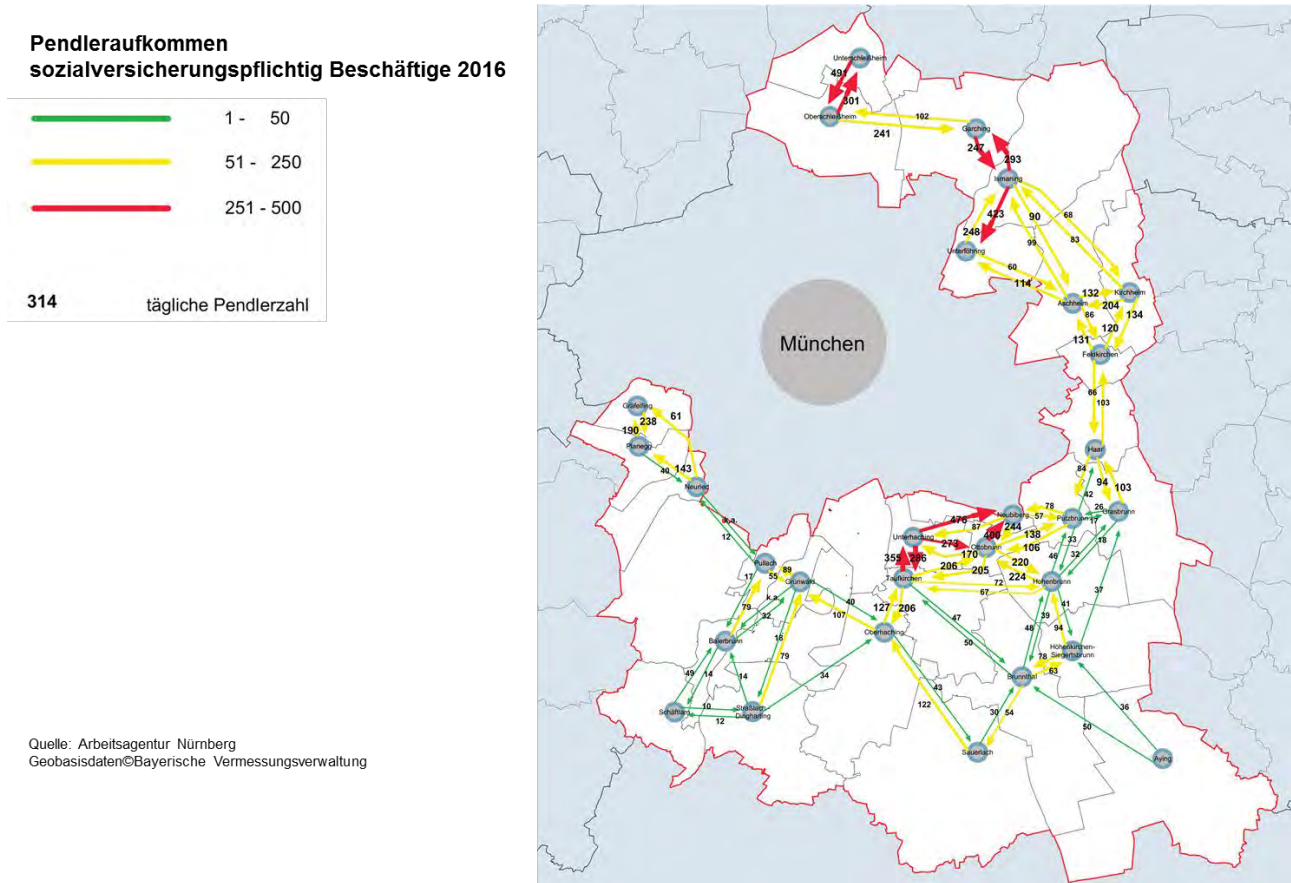 Pendleraufkommen
sozialversicherungspflichtig Beschäftige 2016
1 - 50
51 - 250
251 - 500
314 tägliche Pendlerzahl
Quelle: Arbeitsagentur Nürnberg
Geobasisdaten©Bayerische Vermessungsverwaltung
Unterschleißheim
491
301
Oberschleißheim
102
241
Garching
247
293
Ismaning
423
90
68
248
99
83
Unterföhring
60
114
Kirchheim
132
Aschheim
204
86
134
120
131
Feldkirchen
München
66
103
Gräfelfing
238
61
190
Planegg
143
40
Neuried
k.a.
12
Haar
84
94
103
42
26
Grasbrunn
17
78
Putzbrunn
57
Neubiberg
476
87
244
400
138
33
18
Unterhaching
273
Ottobrunn
106
32
355
286
170
206
205
220
46
224
Taufkirchen
72
67
Hohenbrunn
Pullach
89
55
17
Grünwald
k.a.
32
79
40
107
127
206
Oberhaching
47
50
39
48
41
94
37
Baierbrunn
18
79
49
14
14
34
Höhenkirchen-
Siegertsbrunn
78
63
Brunnthal
10
12
Schäftlarn
Straßlach-
Dingharting
43
122
30
54
Sauerlach
36
50
Aying